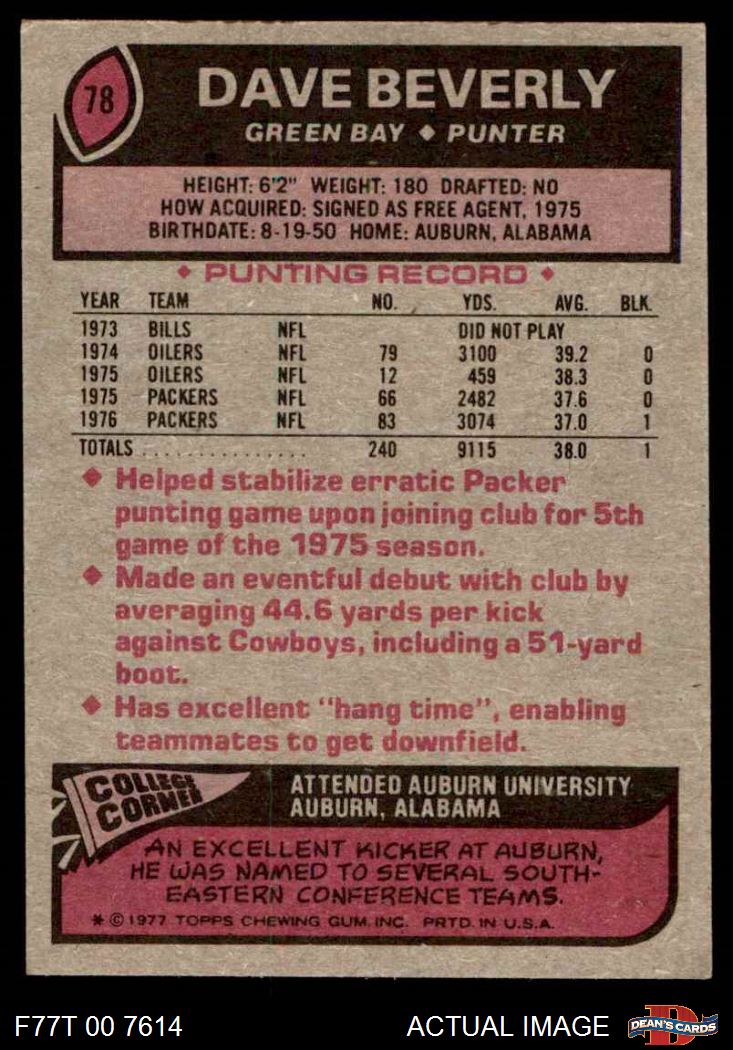 78
DAVE BEVERLY
GREEN BAY ♦ PUNTER
HEIGHT: 6'2" WEIGHT: 180 DRAFTED: NO
HOW ACQUIRED: SIGNED AS FREE AGENT, 1975
BIRTHDATE: 8-19-50 HOME: AUBURN, ALABAMA
♦ PUNTING RECORD ♦
YEAR TEAM NO. YDS. AVG. BLK.
1973 BILLS NFL DID NOT PLAY
1974 OILERS NFL 79 3100 39.2 0
1975 OILERS NFL 12 459 38.3 0
1975 PACKERS NFL 66 2482 37.6 0
1976 PACKERS NFL 83 3074 37.0 1
TOTALS ............... 240 9115 38.0 1
♦ Helped stabilize erratic Packer
punting game upon joining club for 5th
game of the 1975 season.
♦ Made an eventful debut with club by
averaging 44.6 yards per kick
against Cowboys, including a 51-yard
boot.
♦ Has excellent "hang time", enabling
teammates to get downfield.
COLLEGE
CORNER
ATTENDED AUBURN UNIVERSITY
AUBURN, ALABAMA
AN EXCELLENT KICKER AT AUBURN,
HE WAS NAMED TO SEVERAL SOUTH-
EASTERN CONFERENCE TEAMS.
* © 1977 TOPPS CHEWING GUM, INC. PRTD. IN U.S.A.
F77T 00 7614 ACTUAL IMAGE
D
DEAN'S CARDS